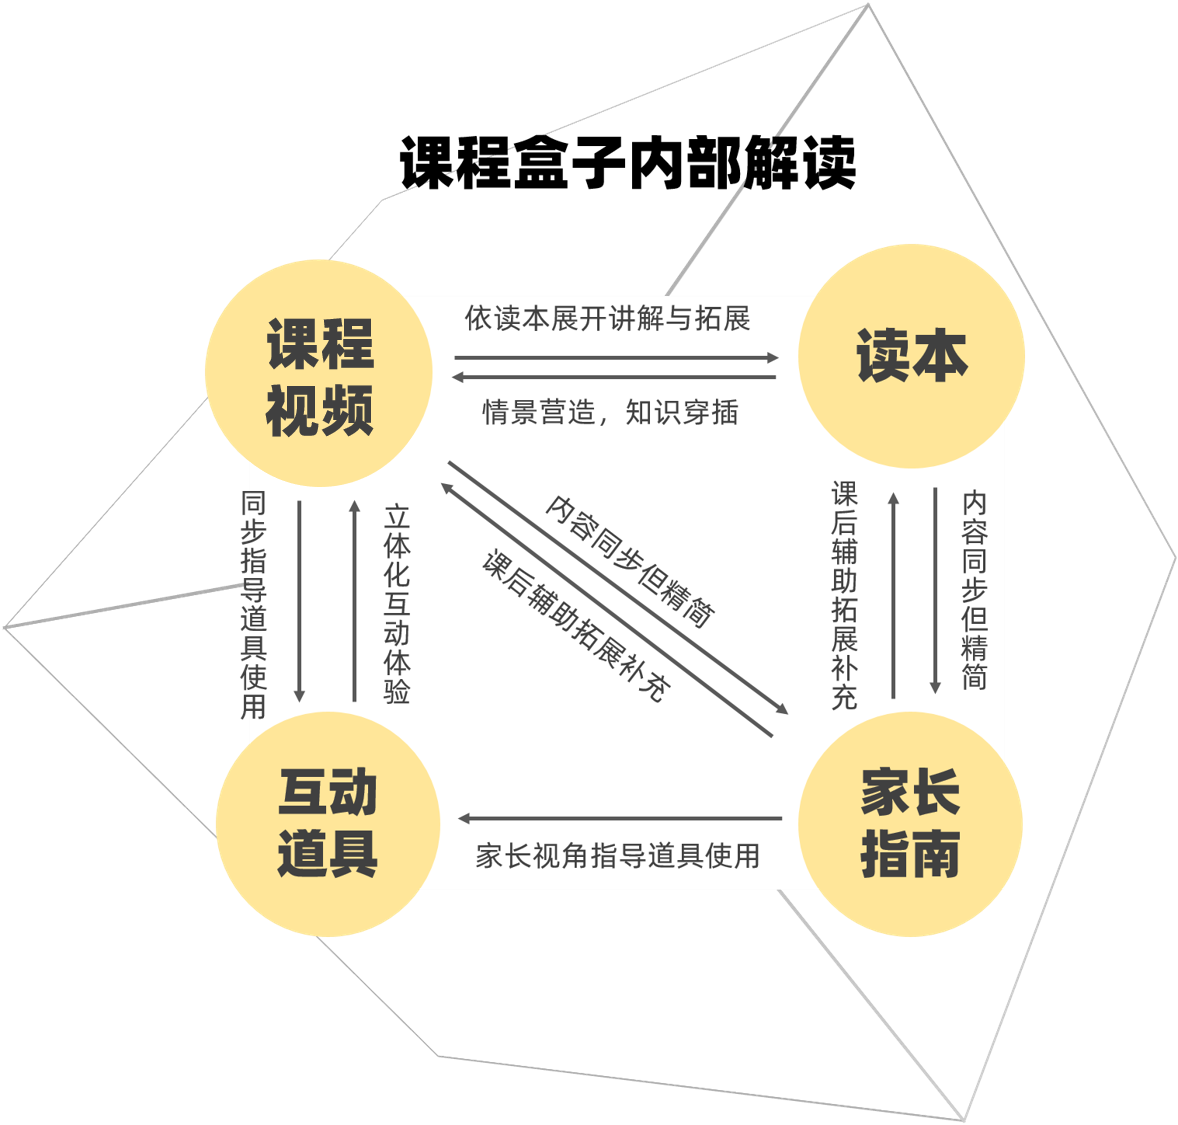 课程盒子内部解读
课程
视频
依读本展开讲解与拓展
情景营造，知识穿插
读本
同步指导道具使用
立体化互动体验
内容同步但精简
课后辅助拓展补充
课后辅助拓展补充
内容同步但精简
互动
道具
家长视角指导道具使用
家长
指南